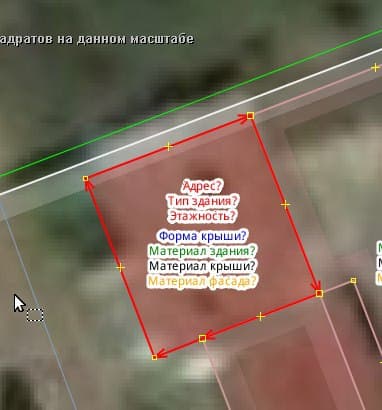 адратов на данном масштабе
Адрес?
Тип здания?
Этажность?
Форма крыши?
Материал здания?
Материал крыши?
Материал фасада?